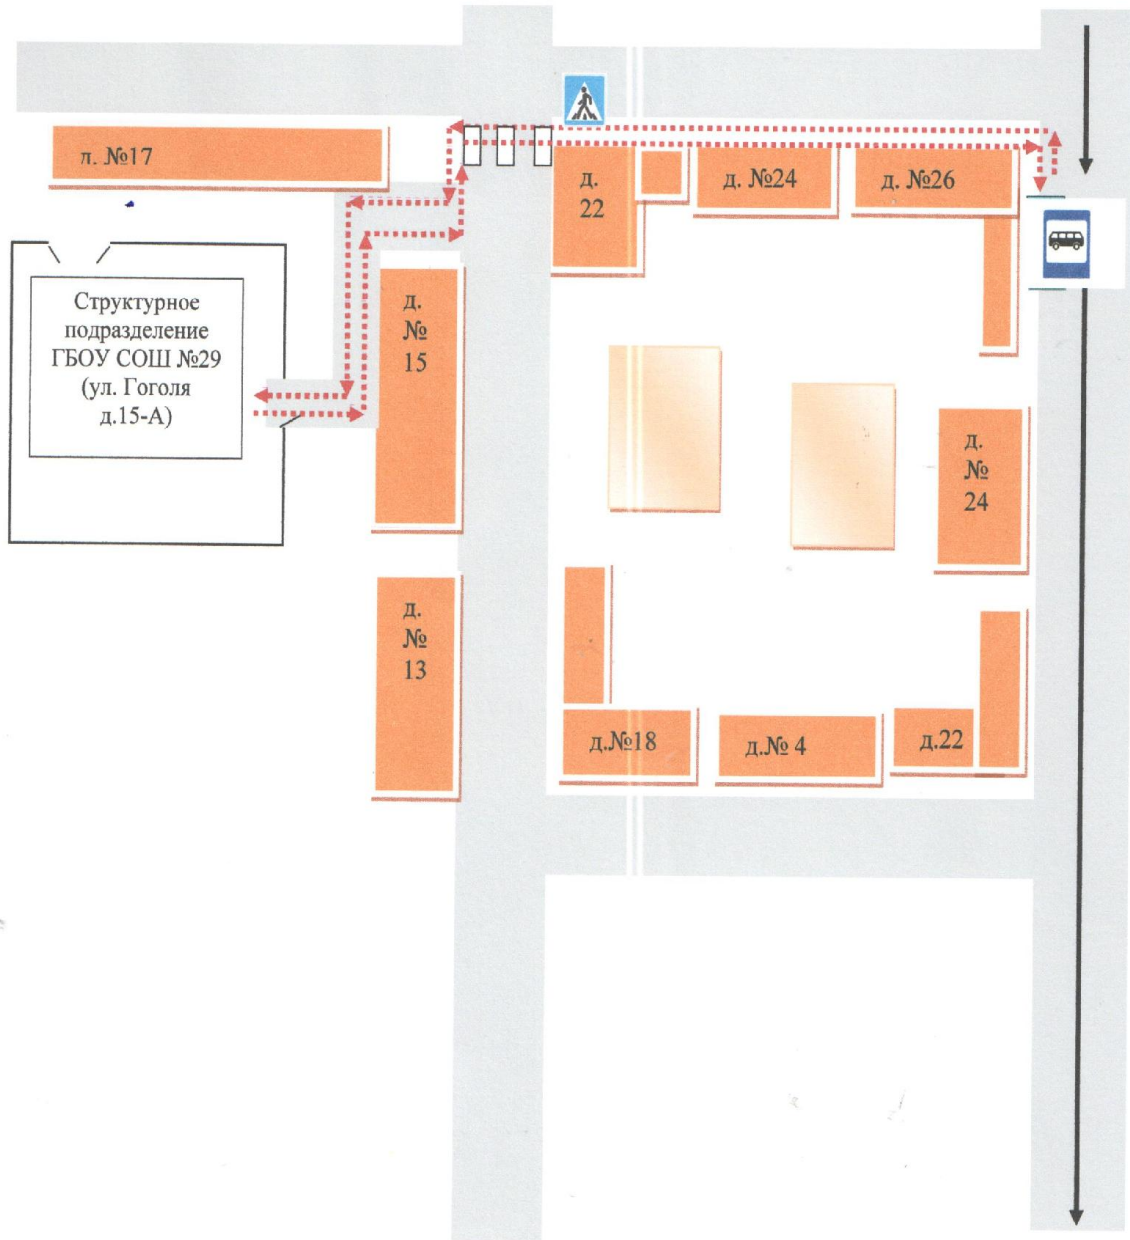 л. №17
д.
22
д. №24
д. №26
Структурное
подразделение
ГБОУ СОШ №29
(ул. Гоголя
д.15-А)
д.
№
15
д.
№
24
д.
№
13
д.№18
д.№ 4
д.22